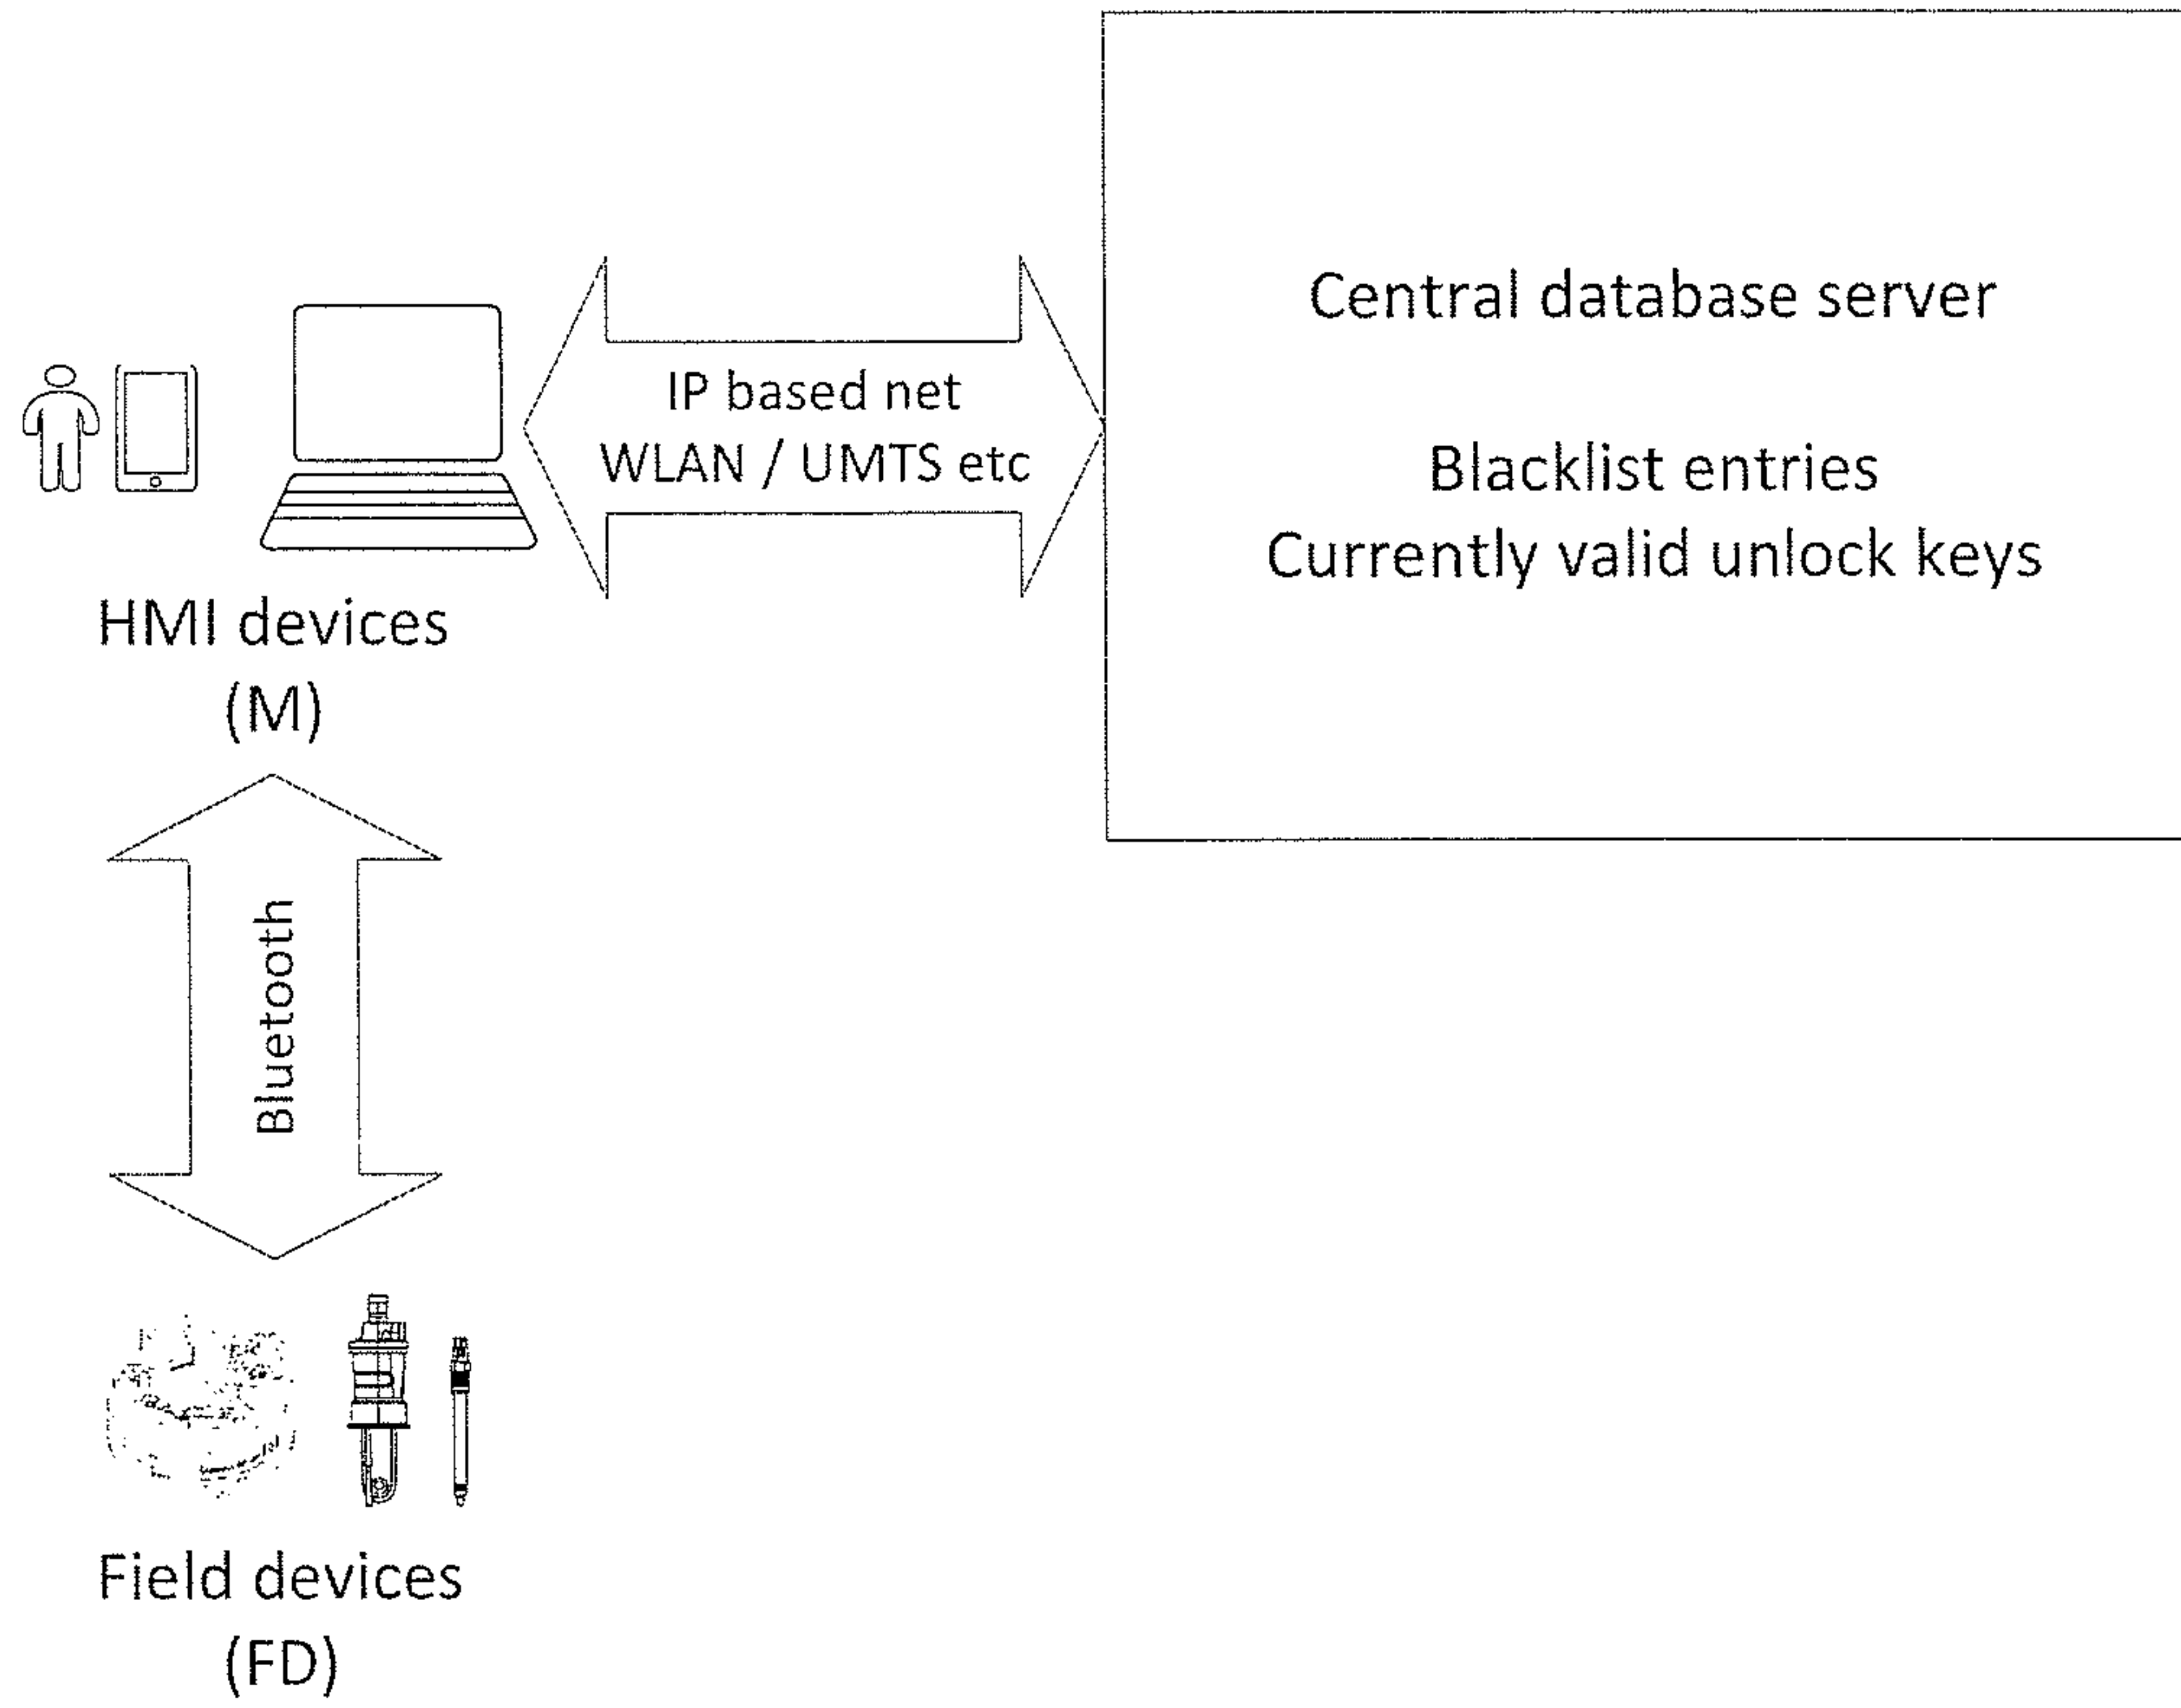 Central database server
IP based net
WLAN / UMTS etc
Blacklist entries
Currently valid unlock keys
HMI devices
(M)
Bluetooth
Field devices
(FD)